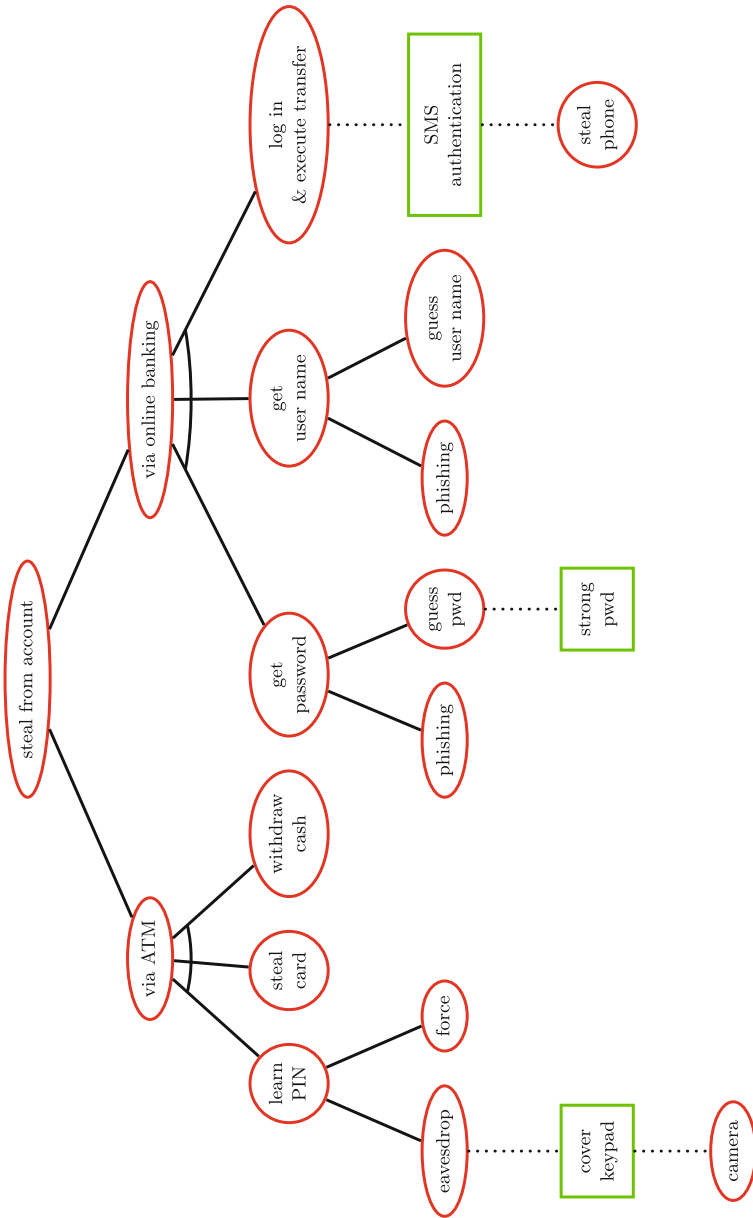 steal from account
via ATM
via online banking
learn
PIN
steal
card
withdraw
cash
get
password
get
user name
log in
& execute transfer
eavesdrop
force
phishing
guess
pwd
phishing
guess
user name
SMS
authentication
cover
keypad
strong
pwd
steal
phone
camera